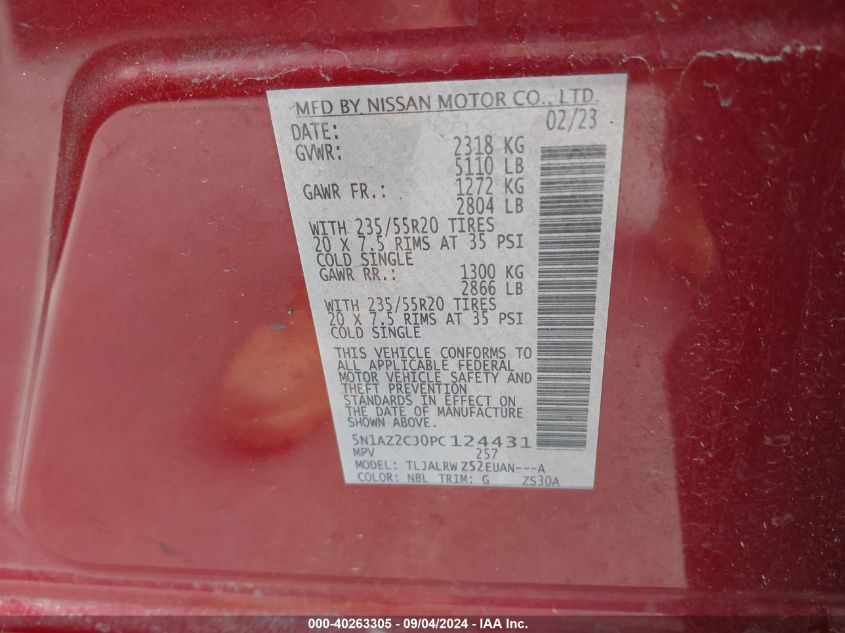 MFD BY NISSAN MOTOR CO., LTD.
DATE: 02/23
GVWR: 2318 KG
5110 LB
GAWR FR.: 1272 KG
2804 LB
WITH 235/55R20 TIRES
20 X 7.5 RIMS AT 35 PSI
COLD SINGLE
GAWR RR.: 1300 KG
2866 LB
WITH 235/55R20 TIRES
20 X 7.5 RIMS AT 35 PSI
COLD SINGLE
THIS VEHICLE CONFORMS TO
ALL APPLICABLE FEDERAL
MOTOR VEHICLE SAFETY AND
THEFT PREVENTION
STANDARDS IN EFFECT ON
THE DATE OF MANUFACTURE
SHOWN ABOVE.
5N1AZ2CJ0PC124431
MPV 257
MODEL: TLJALRW Z52EUAN---A
COLOR: NBL TRIM: G ZS30A
000-40263305 - 09/04/2024 - IAA Inc.